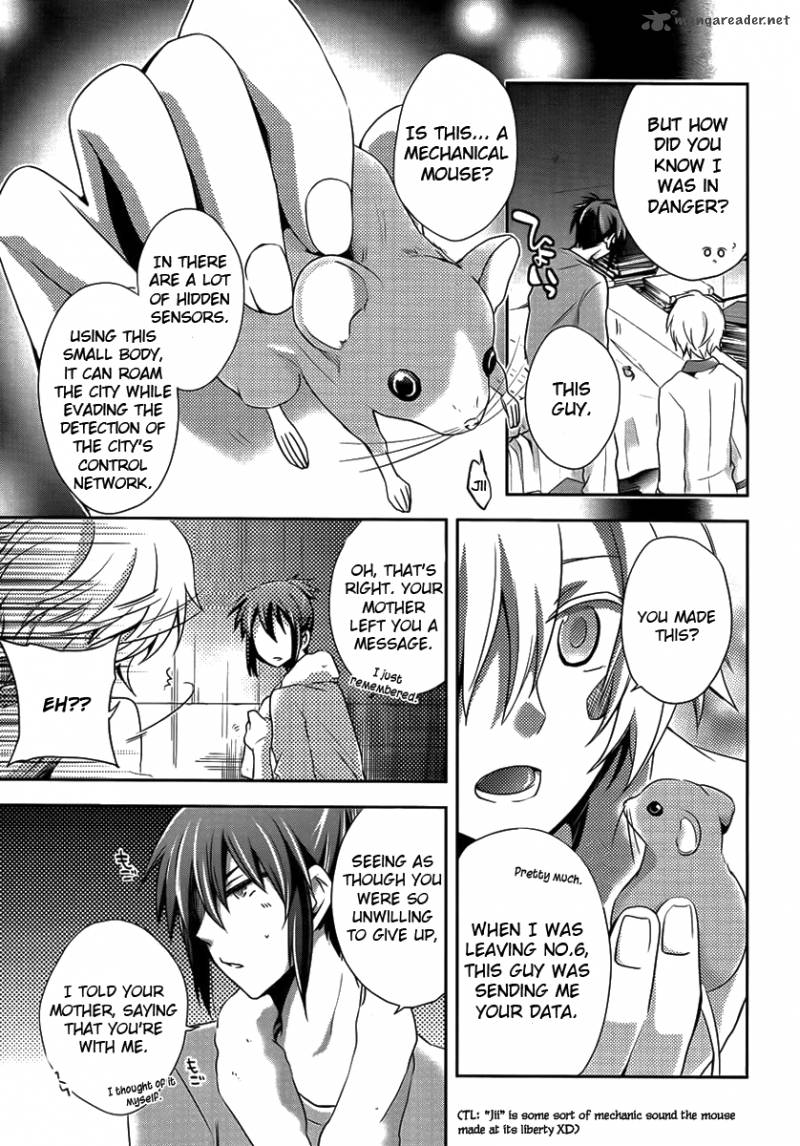 mangareader.net
BUT HOW
DID YOU
KNOW I
WAS IN
DANGER?
THIS
GUY.
IS THIS... A
MECHANICAL
MOUSE?
IN THERE
ARE A LOT
OF HIDDEN
SENSORS.
USING THIS
SMALL BODY,
IT CAN ROAM
THE CITY WHILE
EVADING THE
DETECTION
OF THE CITY'S
CONTROL
NETWORK.
JII
YOU MADE
THIS?
Pretty much.
WHEN I WAS
LEAVING NO.6,
THIS GUY WAS
SENDING ME
YOUR DATA.
OH, THAT'S
RIGHT. YOUR
MOTHER
LEFT YOU A
MESSAGE.
I just
remembered.
EH??
SEEING AS
THOUGH YOU
WERE SO
UNWILLING
TO GIVE UP,
もご
もご
I TOLD YOUR
MOTHER, SAYING
THAT YOU'RE
WITH ME.
I thought of it
myself.
(TL: "Jii" is some sort of mechanic sound the mouse
made at its liberty XD)